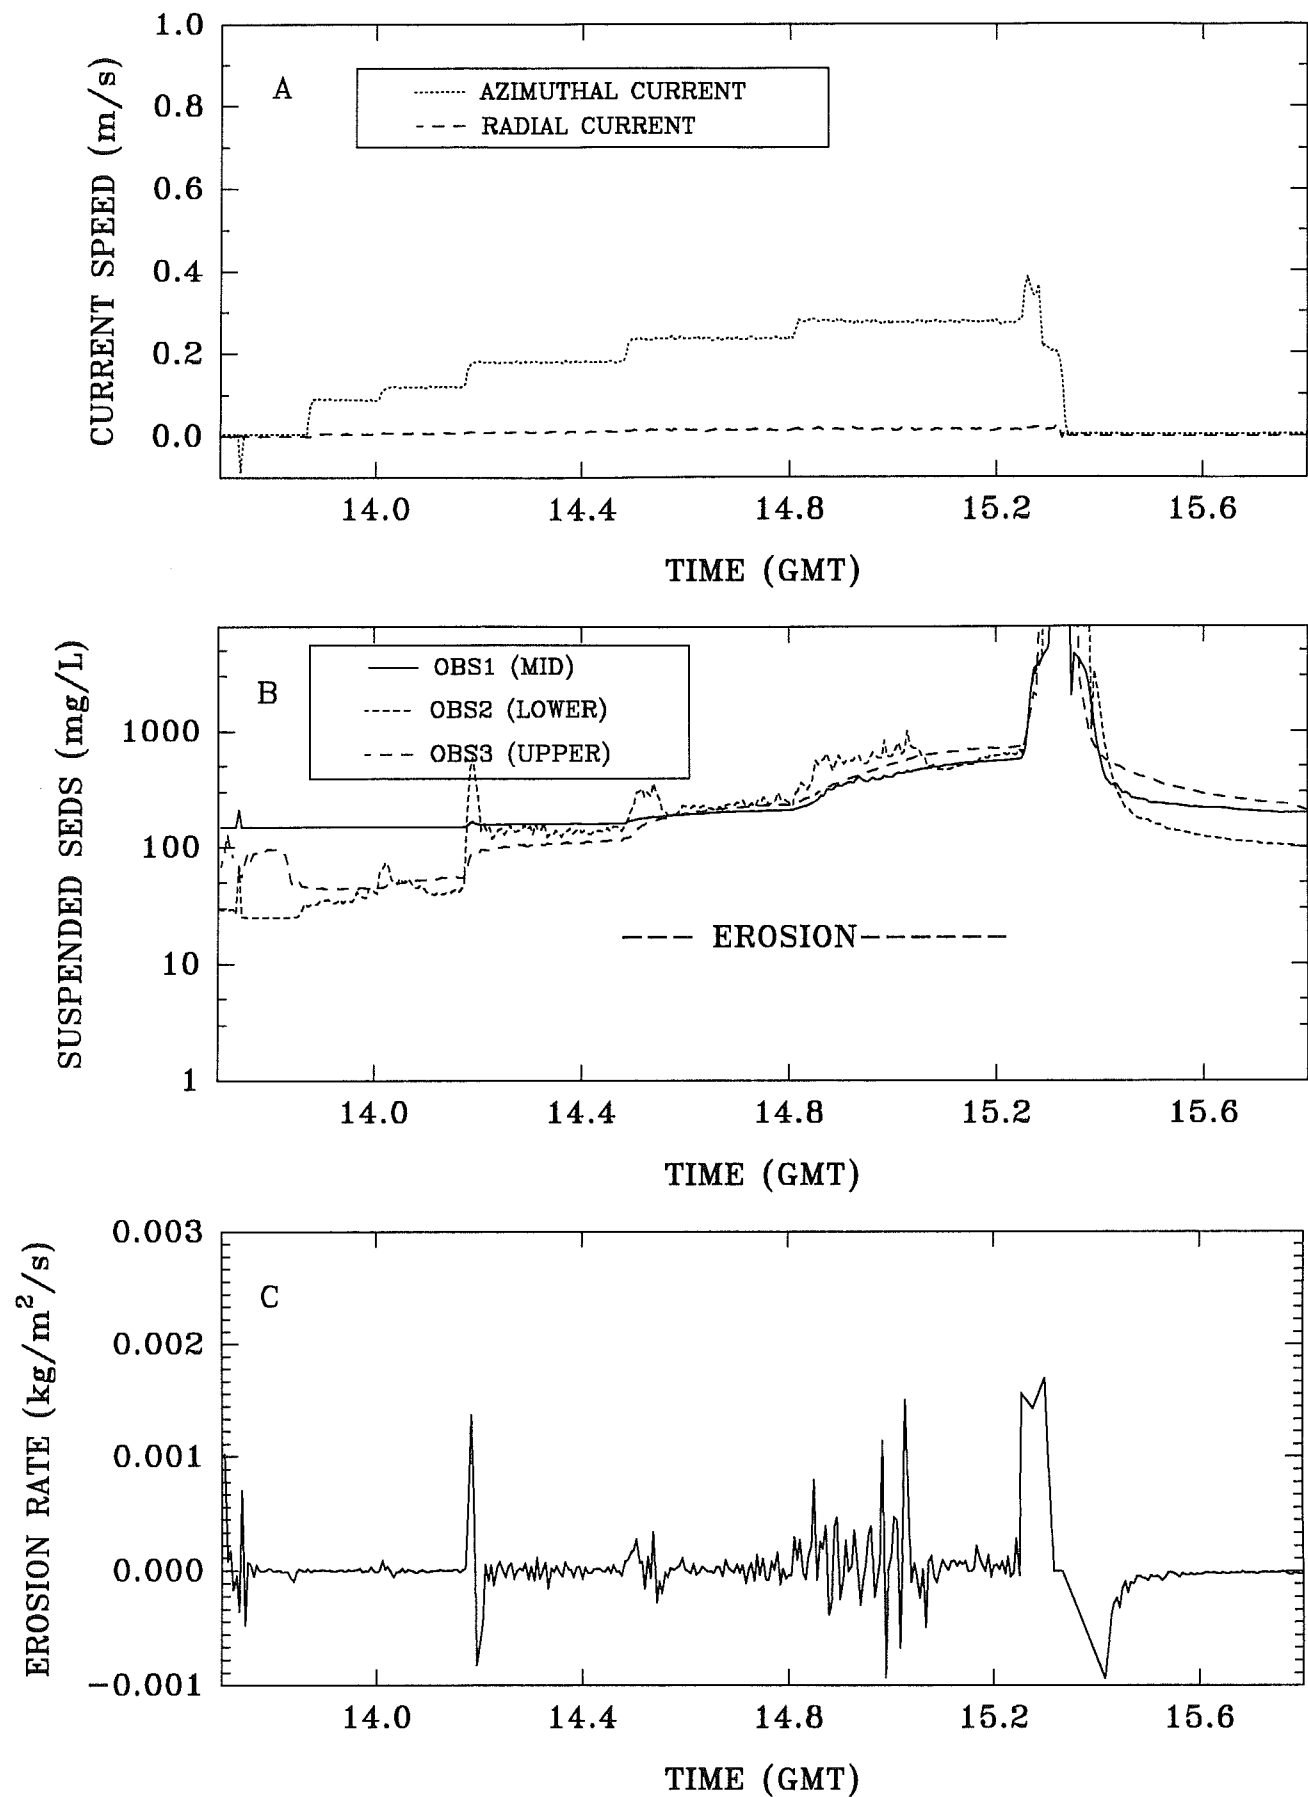 1.0
0.8
0.6
0.4
0.2
0.0
CURRENT SPEED (m/s)
A
AZIMUTHAL CURRENT
RADIAL CURRENT
14.0 14.4 14.8 15.2 15.6
TIME (GMT)
1000
100
10
1
SUSPENDED SEDS (mg/L)
B
OBS1 (MID)
OBS2 (LOWER)
OBS3 (UPPER)
EROSION
14.0 14.4 14.8 15.2 15.6
TIME (GMT)
0.003
0.002
0.001
0.000
−0.001
EROSION RATE (kg/m²/s)
C
14.0 14.4 14.8 15.2 15.6
TIME (GMT)